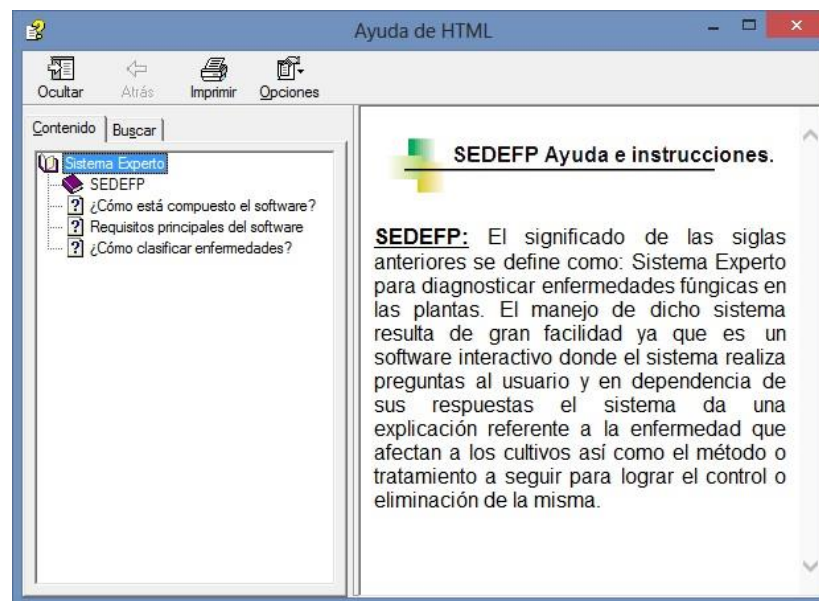 Ayuda de HTML
Ocultar Atrás Imprimir Opciones
Contenido Buscar
Sistema Experto
SEDEFP
¿Cómo está compuesto el software?
Requisitos principales del software
¿Cómo clasificar enfermedades?
SEDEFP Ayuda e instrucciones.
SEDEFP: El significado de las siglas
anteriores se define como: Sistema Experto
para diagnosticar enfermedades fúngicas en
las plantas. El manejo de dicho sistema
resulta de gran facilidad ya que es un
software interactivo donde el sistema realiza
preguntas al usuario y en dependencia de
sus respuestas el sistema da una
explicación referente a la enfermedad que
afectan a los cultivos así como el método o
tratamiento a seguir para lograr el control o
eliminación de la misma.